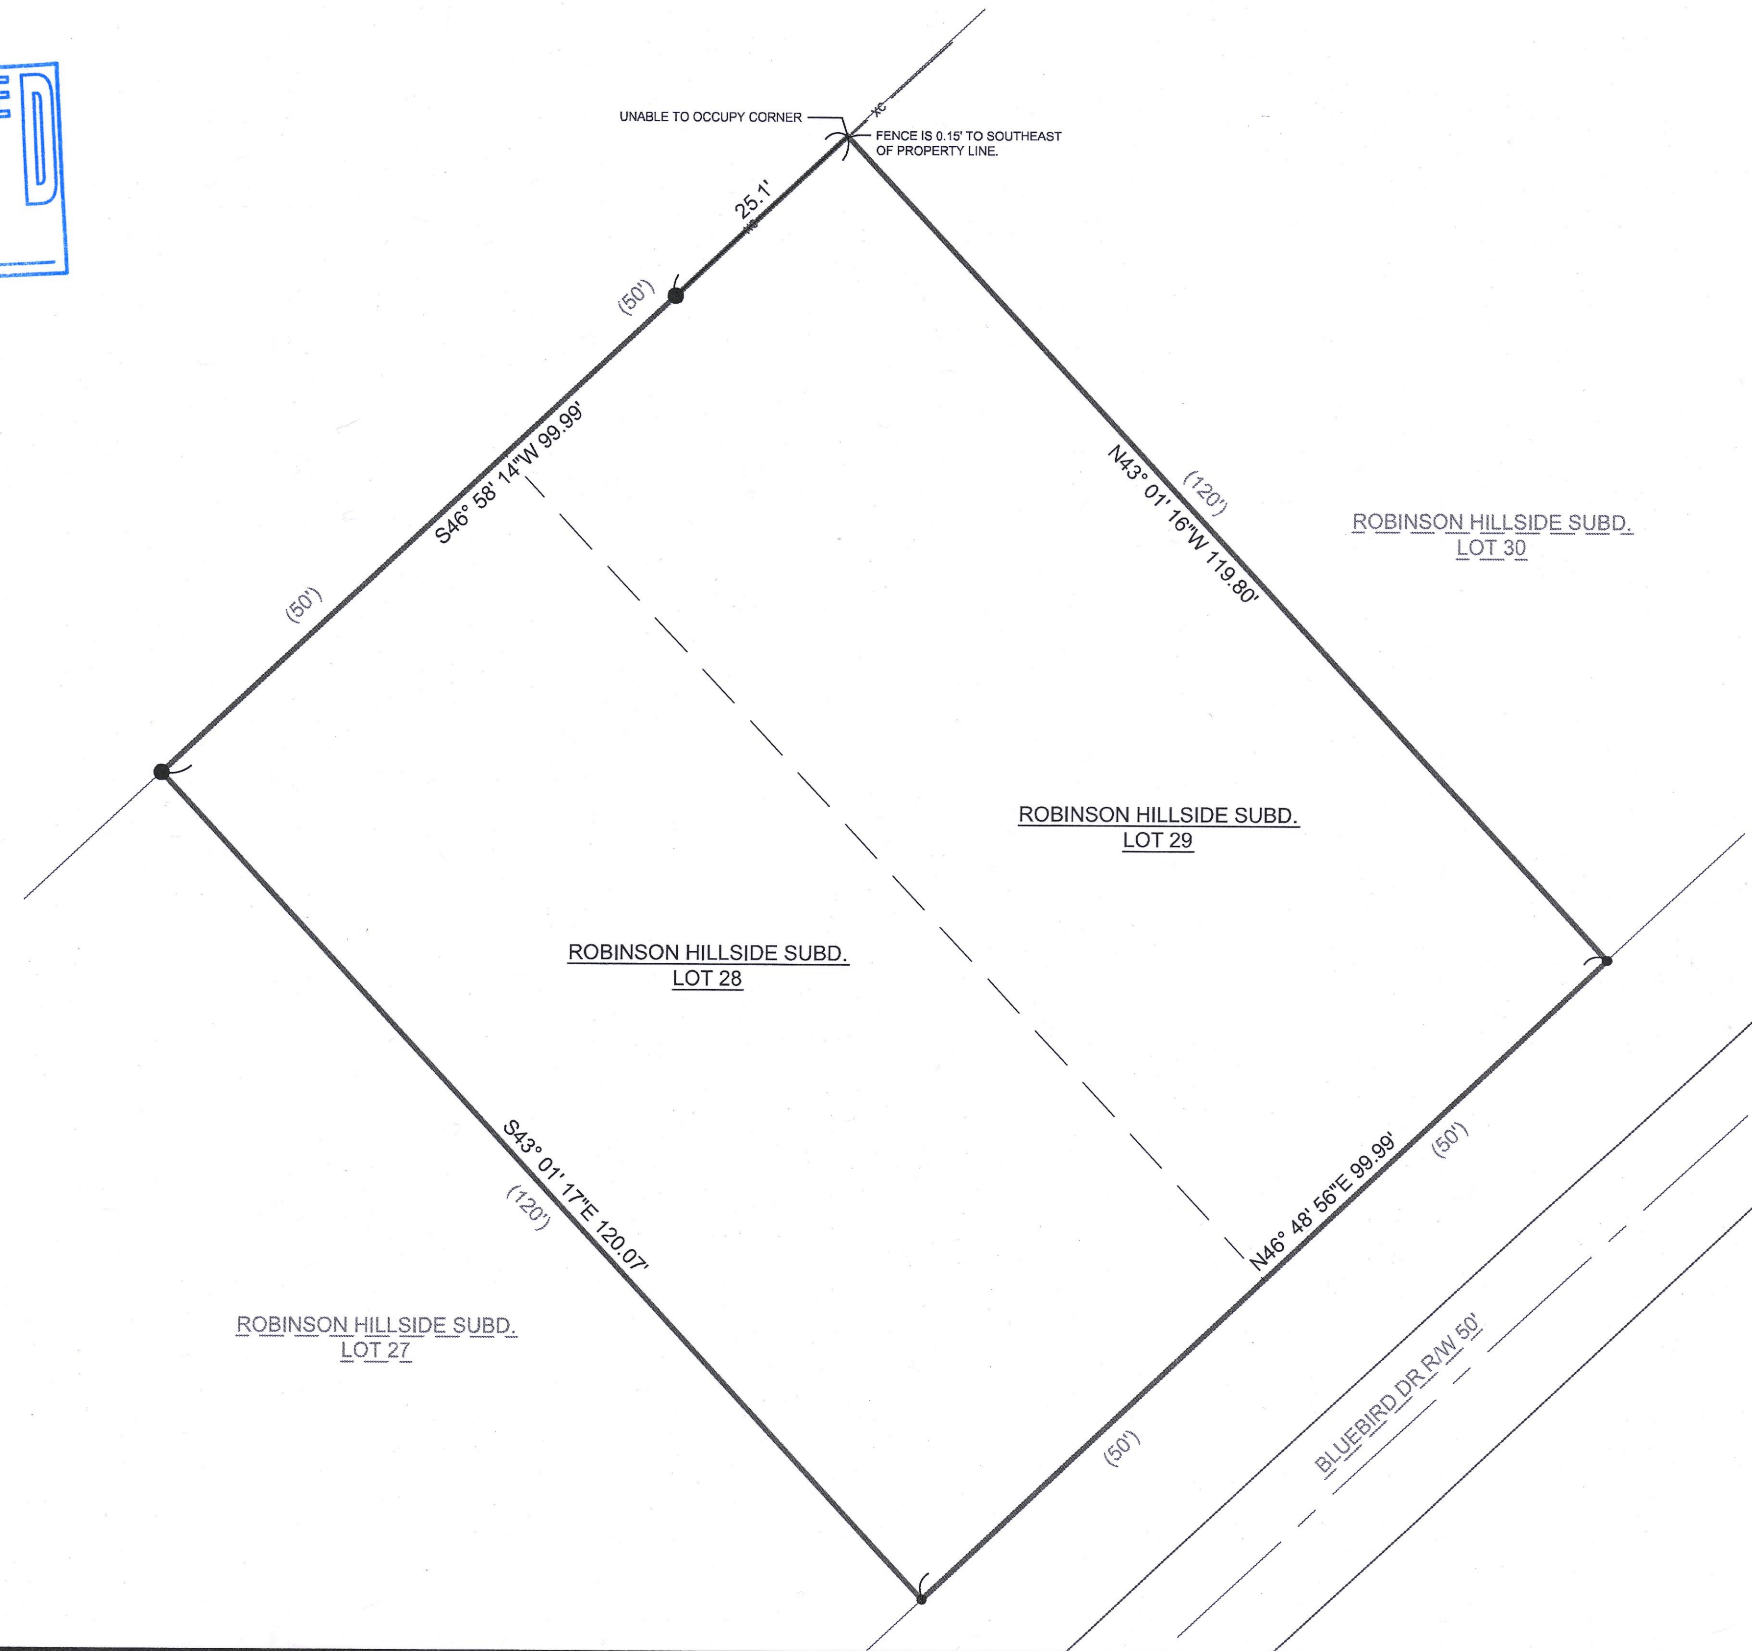 UNABLE TO OCCUPY CORNER
FENCE IS 0.15' TO SOUTHEAST
OF PROPERTY LINE.
XC
25.1'
(50')
S46° 58' 14"W 99.99'
(50')
N43° 01' 16"W 119.80'
(120')
ROBINSON HILLSIDE SUBD.
LOT 30
ROBINSON HILLSIDE SUBD.
LOT 29
ROBINSON HILLSIDE SUBD.
LOT 28
S43° 01' 17"E 120.07'
(120')
N46° 48' 56"E 99.99'
(50')
(50')
ROBINSON HILLSIDE SUBD.
LOT 27
BLUEBIRD DR R/W 50'